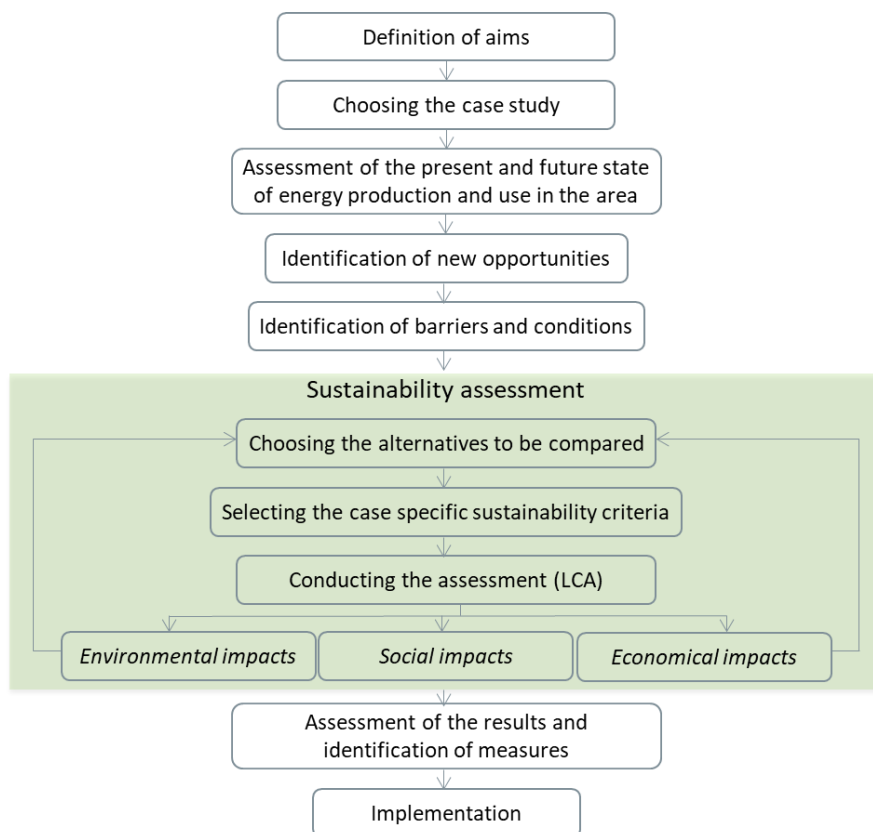 Definition of aims
Choosing the case study
Assessment of the present and future state
of energy production and use in the area
Identification of new opportunities
Identification of barriers and conditions
Sustainability assessment
Choosing the alternatives to be compared
Selecting the case specific sustainability criteria
Conducting the assessment (LCA)
Environmental impacts
Social impacts
Economical impacts
Assessment of the results and
identification of measures
Implementation